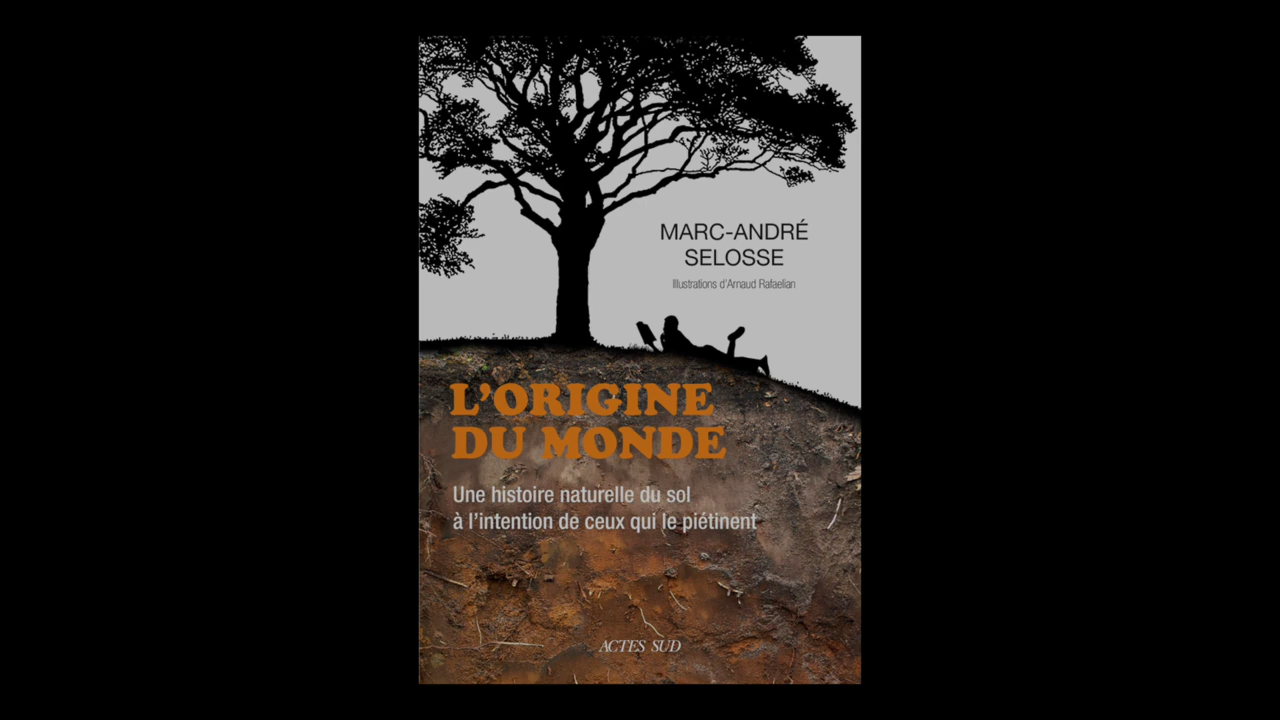 MARC-ANDRÉ
SELOSSE
Illustrations d'Arnaud Rafaelian
L'ORIGINE
DU MONDE
Une histoire naturelle du sol
à l'intention de ceux qui le piétinent
ACTES SUD